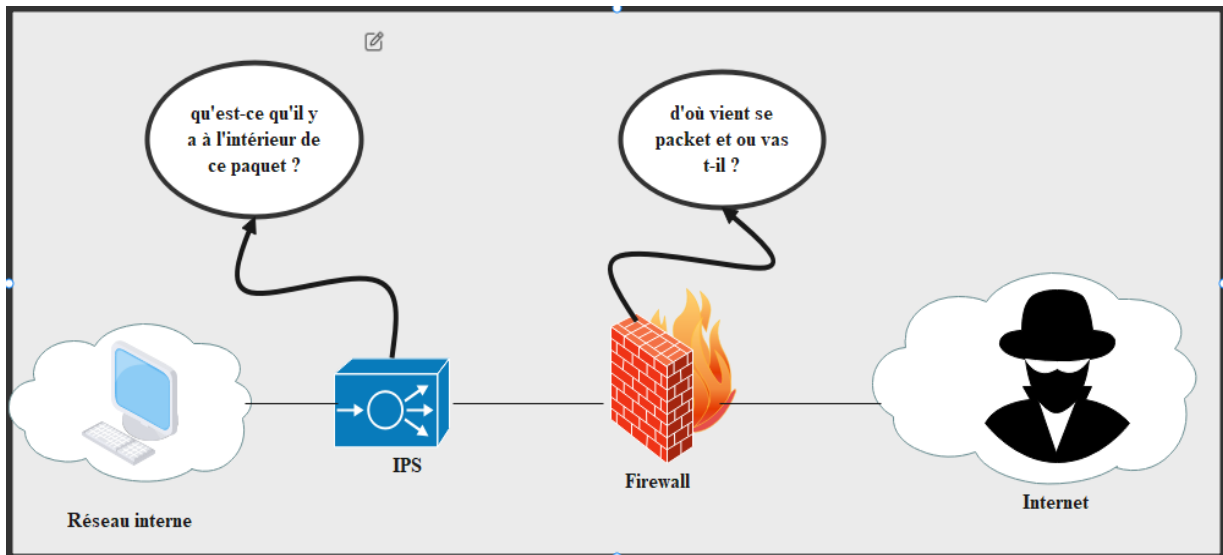 qu'est-ce qu'il y
a à l'intérieur de
ce paquet ?
d'où vient se
packet et ou vas
t-il ?
IPS
Firewall
Internet
Réseau interne